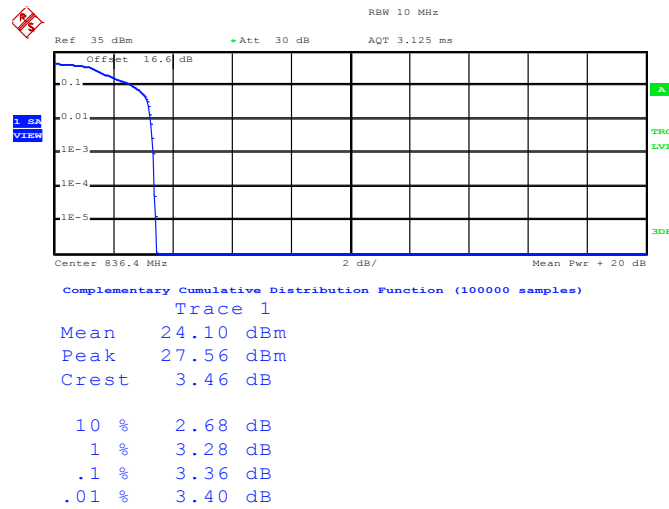 R S
RBW 10 MHz
Ref 35 dBm * Att 30 dB AQT 3.125 ms
Offset 16.6 dB
0.1
A
0.01
1 SA
VIEW
TRG
LVL
1E-3
1E-4
1E-5
3DB
Center 836.4 MHz 2 dB/ Mean Pwr + 20 dB
Complementary Cumulative Distribution Function (100000 samples)
Trace 1
Mean 24.10 dBm
Peak 27.56 dBm
Crest 3.46 dB
10 % 2.68 dB
1 % 3.28 dB
.1 % 3.36 dB
.01 % 3.40 dB